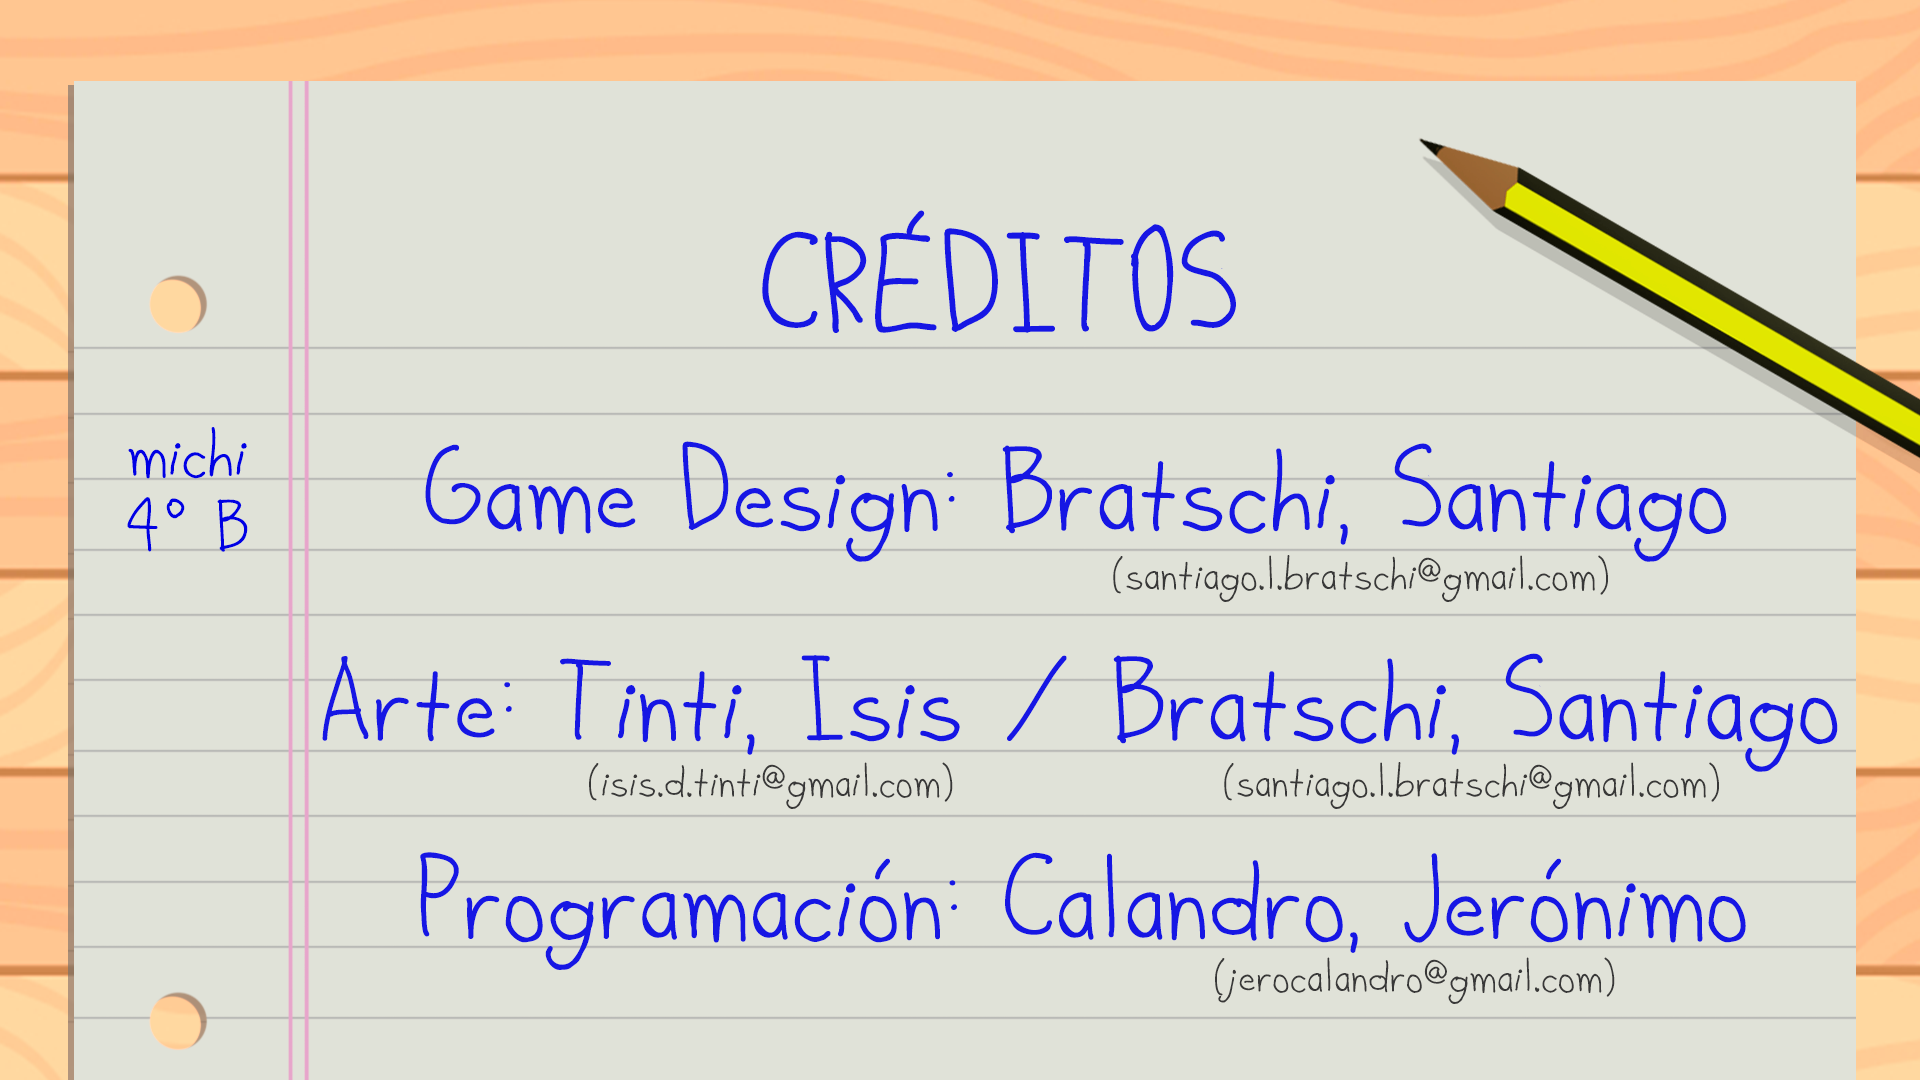 CRÉDITOS
michi
4º B
Game Design: Bratschi, Santiago
(santiago.l.bratschi@gmail.com)
Arte: Tinti, Isis / Bratschi, Santiago
(isis.d.tinti@gmail.com) (santiago.l.bratschi@gmail.com)
Programación: Calandro, Jerónimo
(jerocalandro@gmail.com)